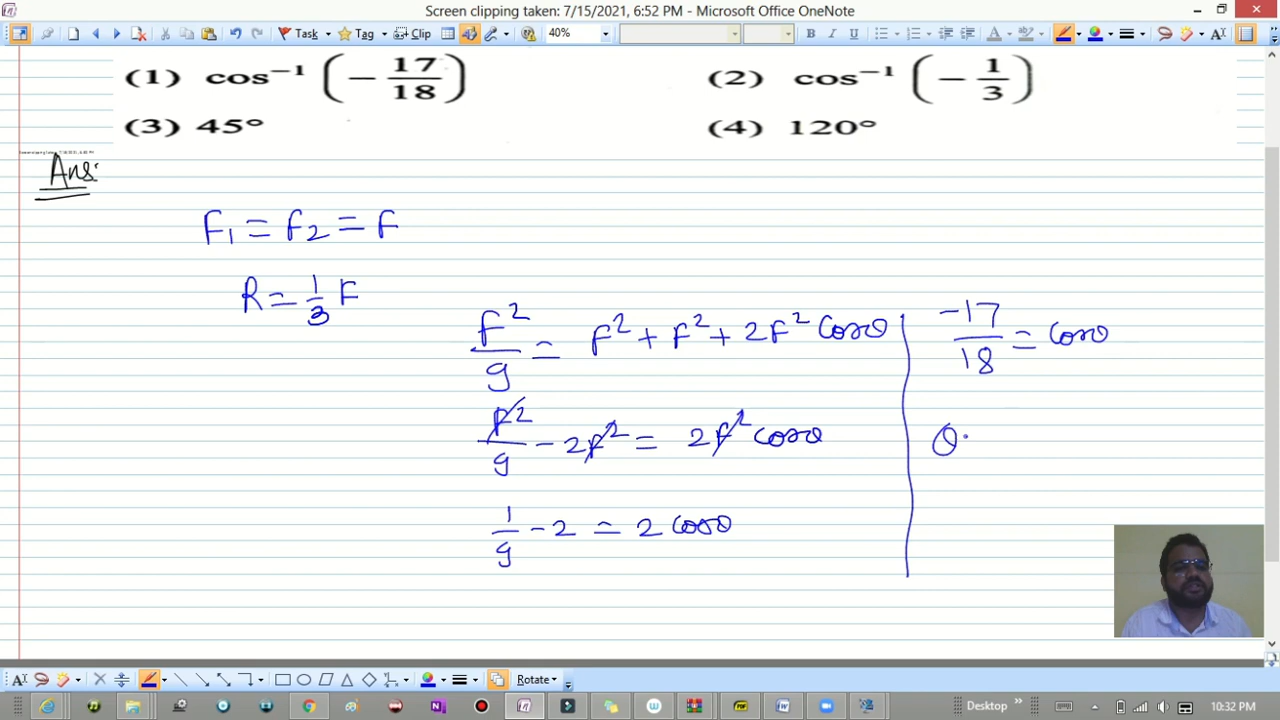 Screen clipping taken: 7/15/2021, 6:52 PM - Microsoft Office OneNote
Task Tag Clip 40% B I U
(1) cos⁻¹ (− 17/18) (2) cos⁻¹ (− 1/3)
(3) 45° (4) 120°
Ans:
F₁ = F₂ = F
R = 1/3 F
F²/9 = F² + F² + 2F² Cosθ
-17/18 = Cosθ
F²/9 − 2F² = 2F² cosθ
θ
1/9 − 2 = 2 cosθ
Rotate
Desktop 10:32 PM